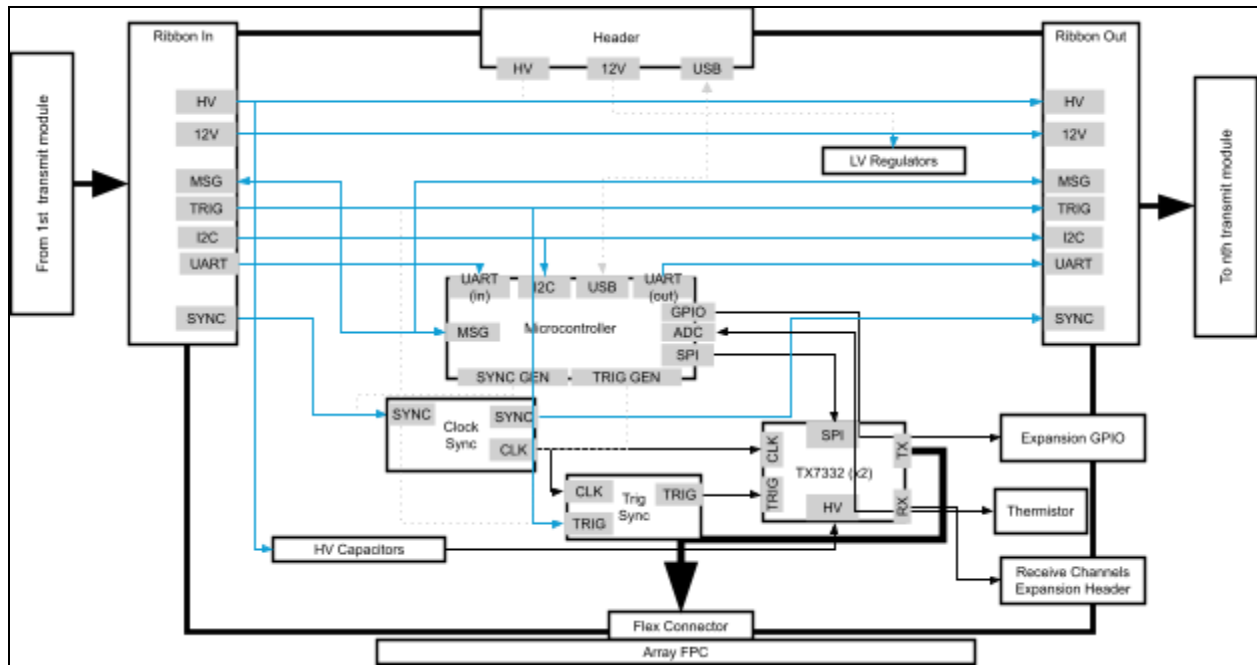 Ribbon In
Header
Ribbon Out
HV
12V
USB
From 1st transmit module
To nth transmit module
HV
12V
MSG
TRIG
I2C
UART
SYNC
HV
12V
MSG
TRIG
I2C
UART
SYNC
LV Regulators
UART
(in)
I2C
USB
UART
(out)
GPIO
ADC
SPI
MSG
Microcontroller
SYNC GEN
TRIG GEN
SYNC
SYNC
Clock
Sync
CLK
CLK
TRIG
Trig
Sync
TRIG
CLK
TRIG
SPI
TX7332 (x2)
HV
TX
RX
Expansion GPIO
Thermistor
Receive Channels
Expansion Header
HV Capacitors
Flex Connector
Array FPC